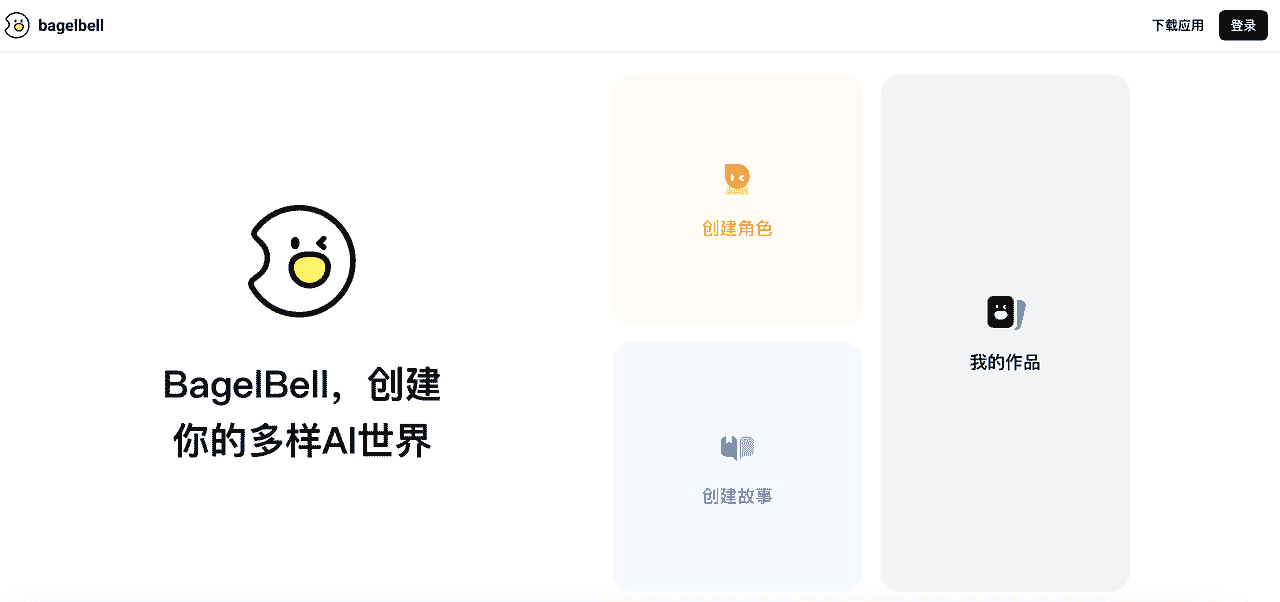 bagelbell
下载应用
登录
BagelBell，创建
你的多样AI世界
创建角色
创建故事
我的作品